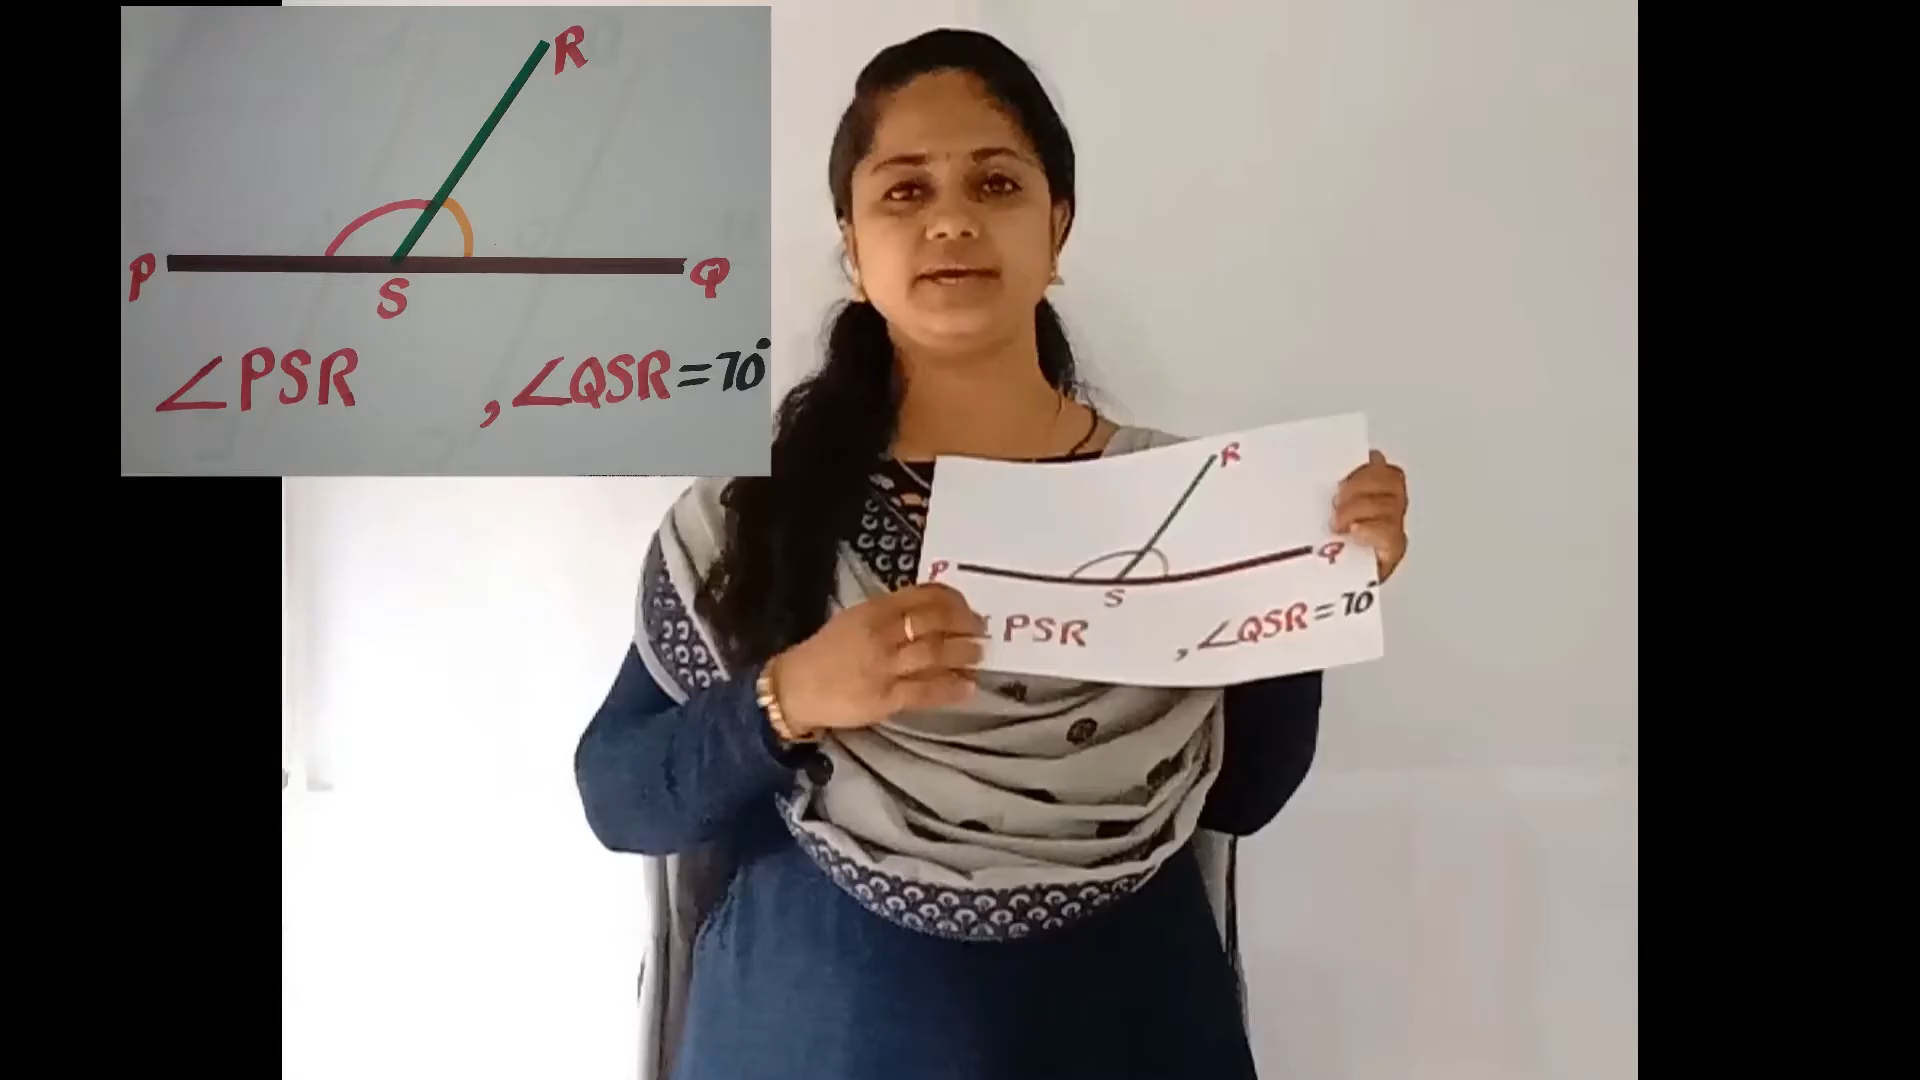 R
P
S
Q
∠PSR , ∠QSR = 70°
R
P
Q
S
PSR , ∠QSR = 70°